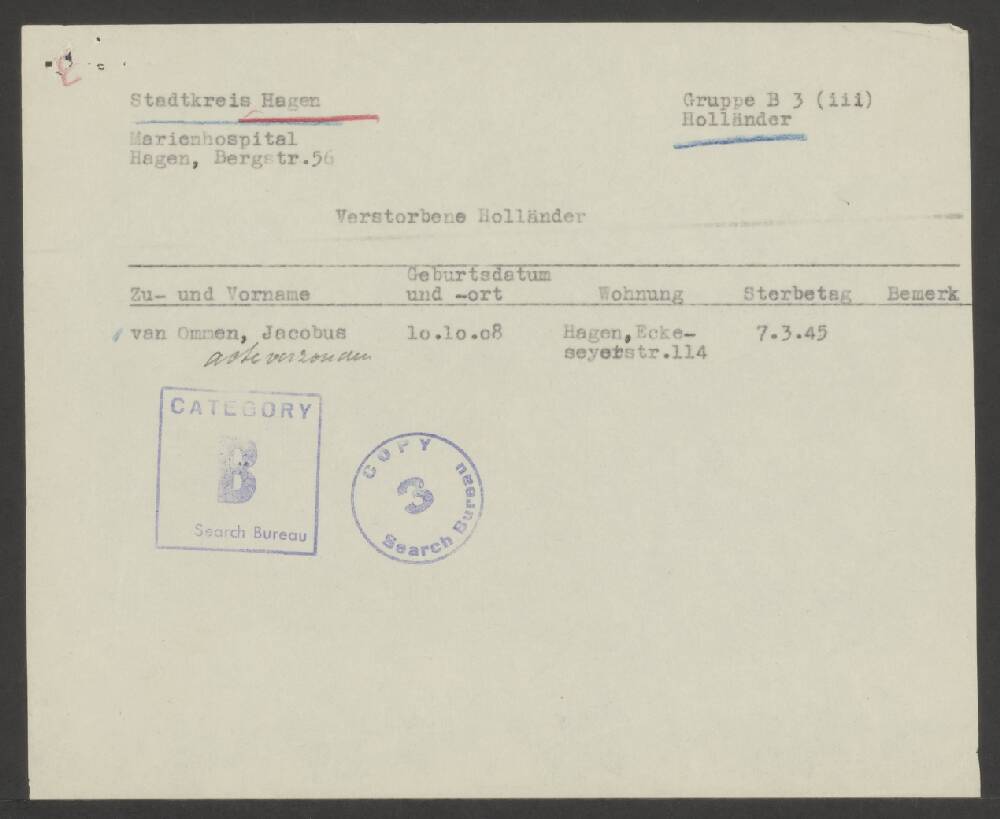 Stadtkreis Hagen
Gruppe B 3 (iii)
Holländer
Marienhospital
Hagen, Bergstr.56
Verstorbene Holländer
Zu- und Vorname Geburtsdatum und -ort Wohnung Sterbetag Bemerk
van Ommen, Jacobus lo.lo.o8 Hagen,Ecke- 7.3.45
seyerstr.114
acte verzonden
CATEGORY
B
Search Bureau
COPY
3
Search Bureau